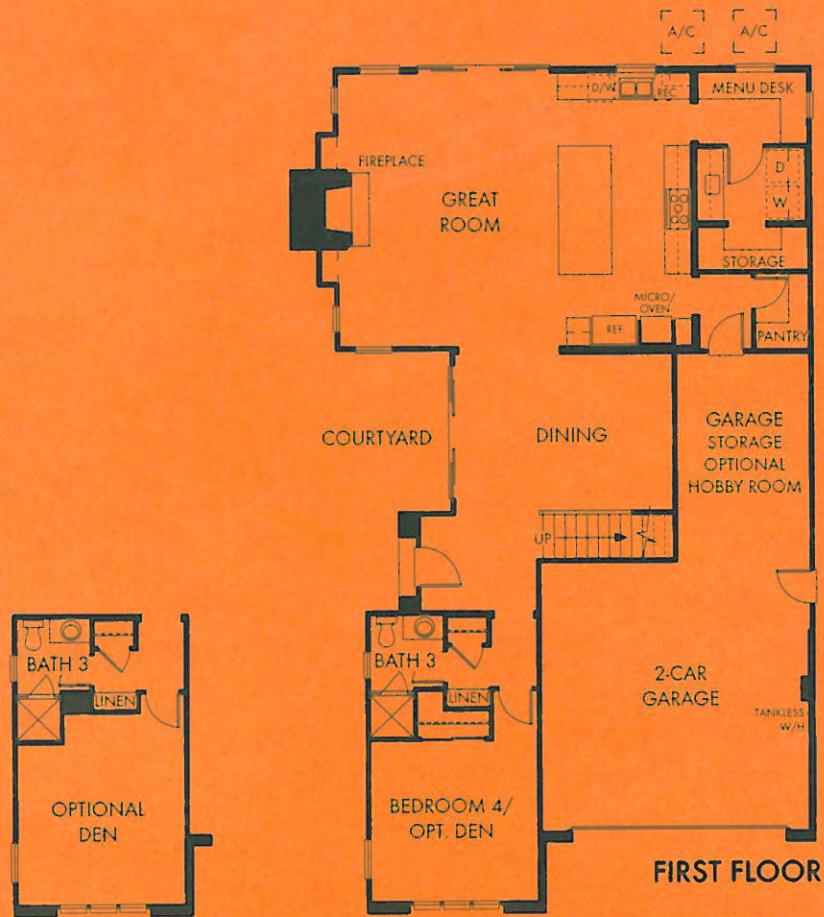 A/C
A/C
D/W
REC
MENU DESK
FIREPLACE
D
W
GREAT
ROOM
STORAGE
MICRO/
OVEN
REF.
PANTRY
COURTYARD
DINING
GARAGE
STORAGE
OPTIONAL
HOBBY ROOM
UP
BATH 3
LINEN
BATH 3
LINEN
2-CAR
GARAGE
TANKLESS
W/H
OPTIONAL
DEN
BEDROOM 4/
OPT. DEN
FIRST FLOOR